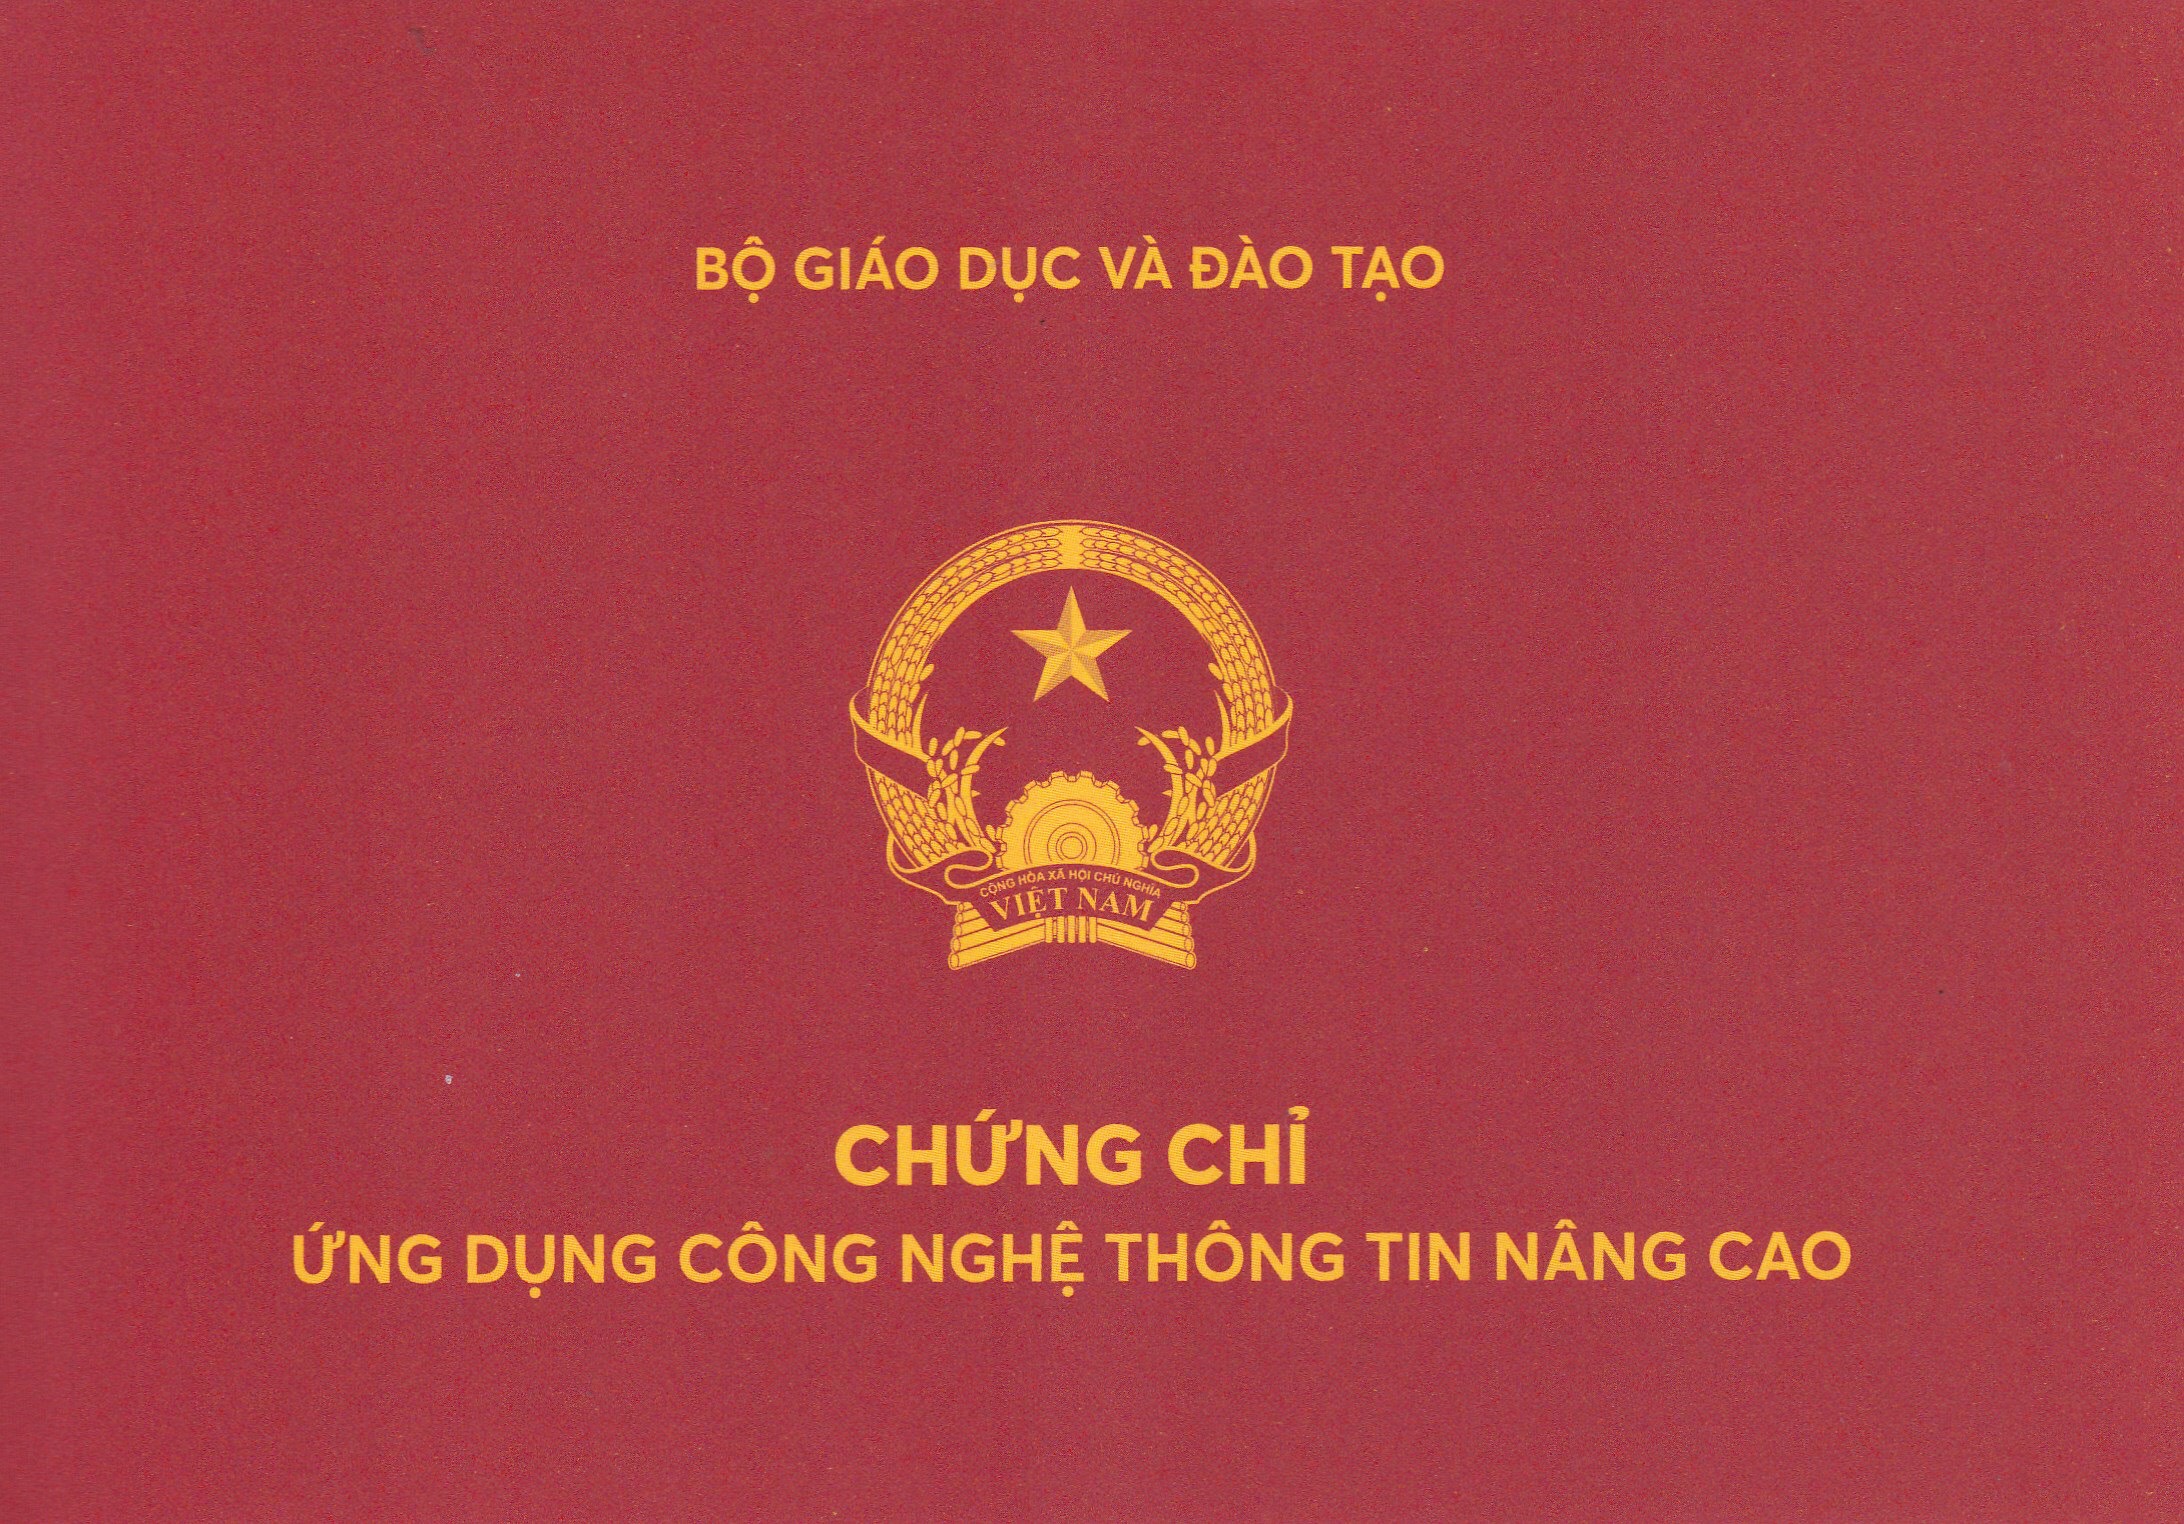 BỘ GIÁO DỤC VÀ ĐÀO TẠO
CỘNG HÒA XÃ HỘI CHỦ NGHĨA
VIỆT NAM
CHỨNG CHỈ
ỨNG DỤNG CÔNG NGHỆ THÔNG TIN NÂNG CAO